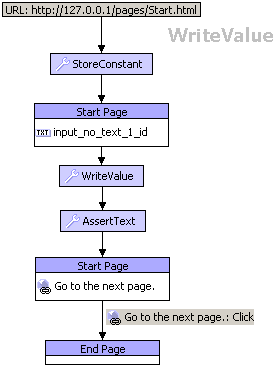 URL: http://127.0.0.1/pages/Start.html
WriteValue
StoreConstant
Start Page
TXT input_no_text_1_id
WriteValue
AssertText
Start Page
Go to the next page.
Go to the next page.: Click
End Page